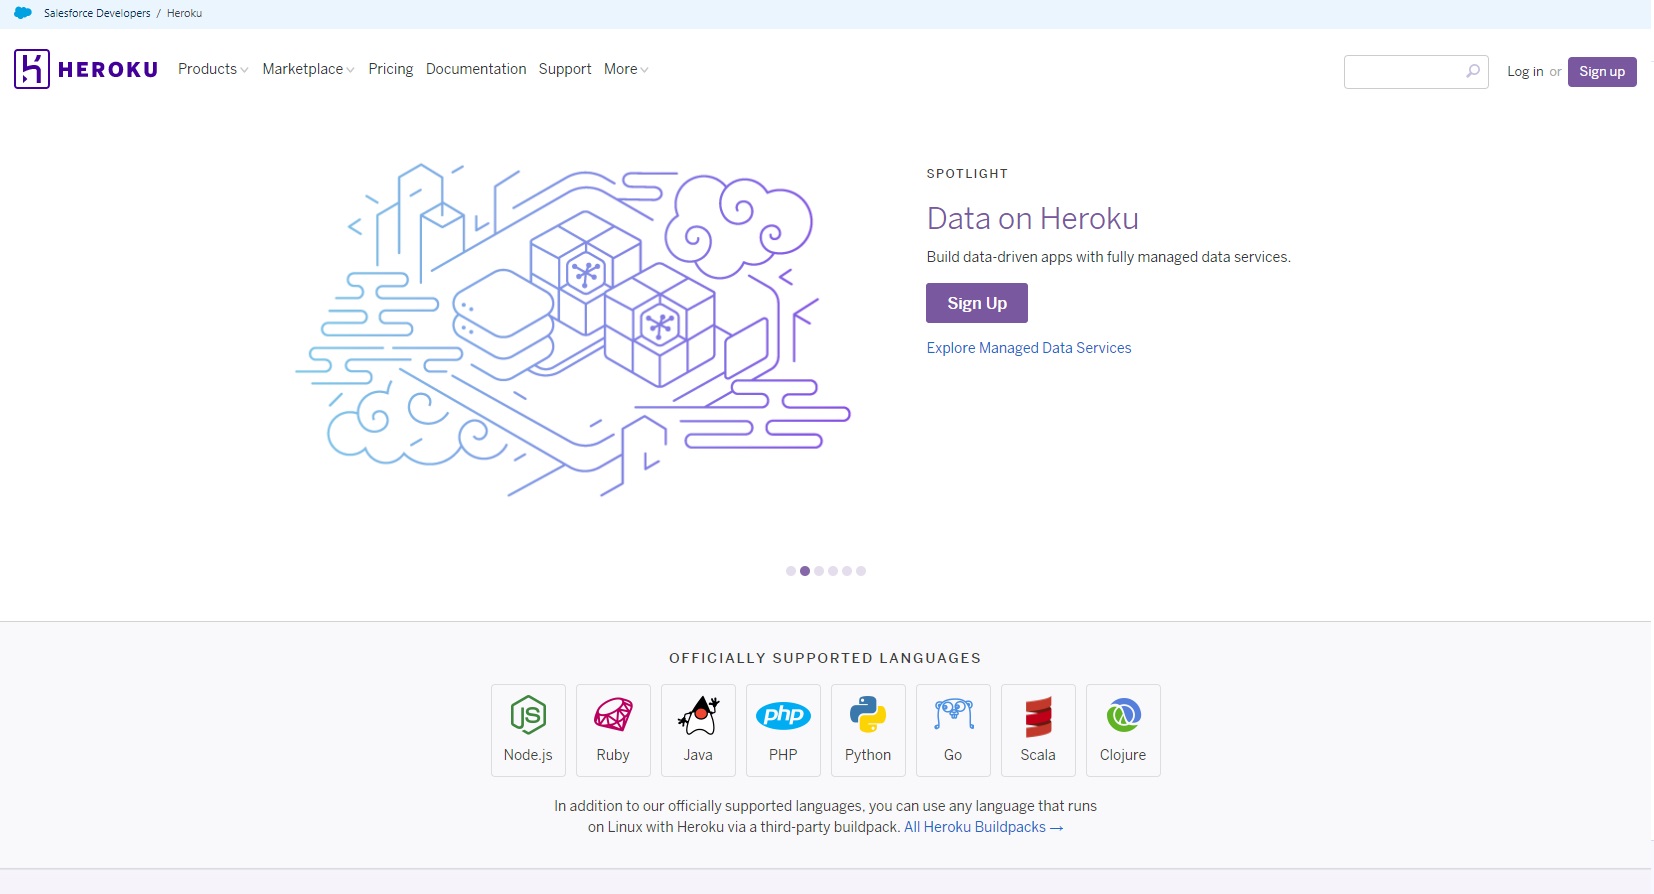 Salesforce Developers / Heroku
HEROKU
Products
Marketplace
Pricing
Documentation
Support
More
Log in or
Sign up
SPOTLIGHT
Data on Heroku
Build data-driven apps with fully managed data services.
Sign Up
Explore Managed Data Services
OFFICIALLY SUPPORTED LANGUAGES
JS
Node.js
Ruby
Java
php
PHP
Python
Go
Scala
Clojure
In addition to our officially supported languages, you can use any language that runs
on Linux with Heroku via a third-party buildpack. All Heroku Buildpacks →